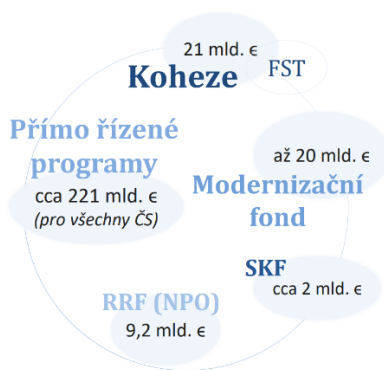 21 mld. €
Koheze
FST
Přímo řízené
programy
cca 221 mld. €
(pro všechny ČS)
až 20 mld. €
Modernizační
fond
SKF
cca 2 mld. €
RRF (NPO)
9,2 mld. €